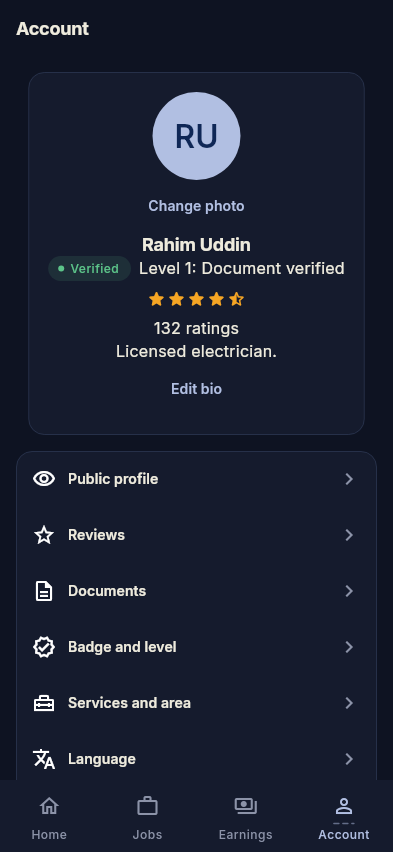 Account
RU
Change photo
Rahim Uddin
Verified Level 1: Document verified
132 ratings
Licensed electrician.
Edit bio
Public profile
Reviews
Documents
Badge and level
Services and area
Language
Home Jobs Earnings Account